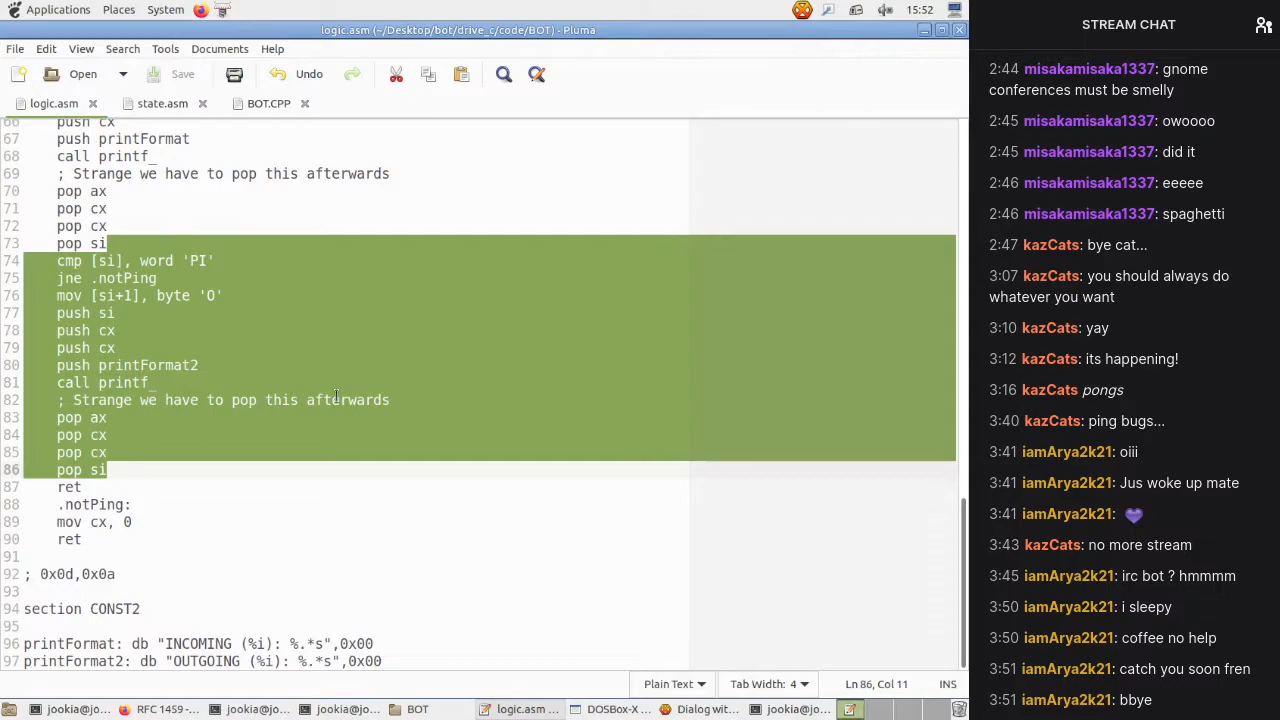 Applications Places System 15:52
logic.asm (~/Desktop/bot/drive_c/code/BOT) - Pluma
File Edit View Search Tools Documents Help
Open Save Undo
logic.asm state.asm BOT.CPP
66 push cx
67 push printFormat
68 call printf_
69 ; Strange we have to pop this afterwards
70 pop ax
71 pop cx
72 pop cx
73 pop si
74 cmp [si], word 'PI'
75 jne .notPing
76 mov [si+1], byte 'O'
77 push si
78 push cx
79 push cx
80 push printFormat2
81 call printf_
82 ; Strange we have to pop this afterwards
83 pop ax
84 pop cx
85 pop cx
86 pop si
87 ret
88 .notPing:
89 mov cx, 0
90 ret
91
92 ; 0x0d,0x0a
93
94 section CONST2
95
96 printFormat: db "INCOMING (%i): %.*s",0x00
97 printFormat2: db "OUTGOING (%i): %.*s",0x00
Plain Text Tab Width: 4 Ln 86, Col 11 INS
jookia@jo... RFC 1459 -... jookia@jo... jookia@jo... BOT logic.asm ... DOSBox-X ... Dialog wit... jookia@jo...
STREAM CHAT
2:44 misakamisaka1337: gnome
conferences must be smelly
2:45 misakamisaka1337: owoooo
2:45 misakamisaka1337: did it
2:46 misakamisaka1337: eeeee
2:46 misakamisaka1337: spaghetti
2:47 kazCats: bye cat...
3:07 kazCats: you should always do
whatever you want
3:10 kazCats: yay
3:12 kazCats: its happening!
3:16 kazCats pongs
3:40 kazCats: ping bugs...
3:41 iamArya2k21: oiii
3:41 iamArya2k21: Jus woke up mate
3:41 iamArya2k21:
3:43 kazCats: no more stream
3:45 iamArya2k21: irc bot ? hmmmm
3:50 iamArya2k21: i sleepy
3:50 iamArya2k21: coffee no help
3:51 iamArya2k21: catch you soon fren
3:51 iamArya2k21: bbye